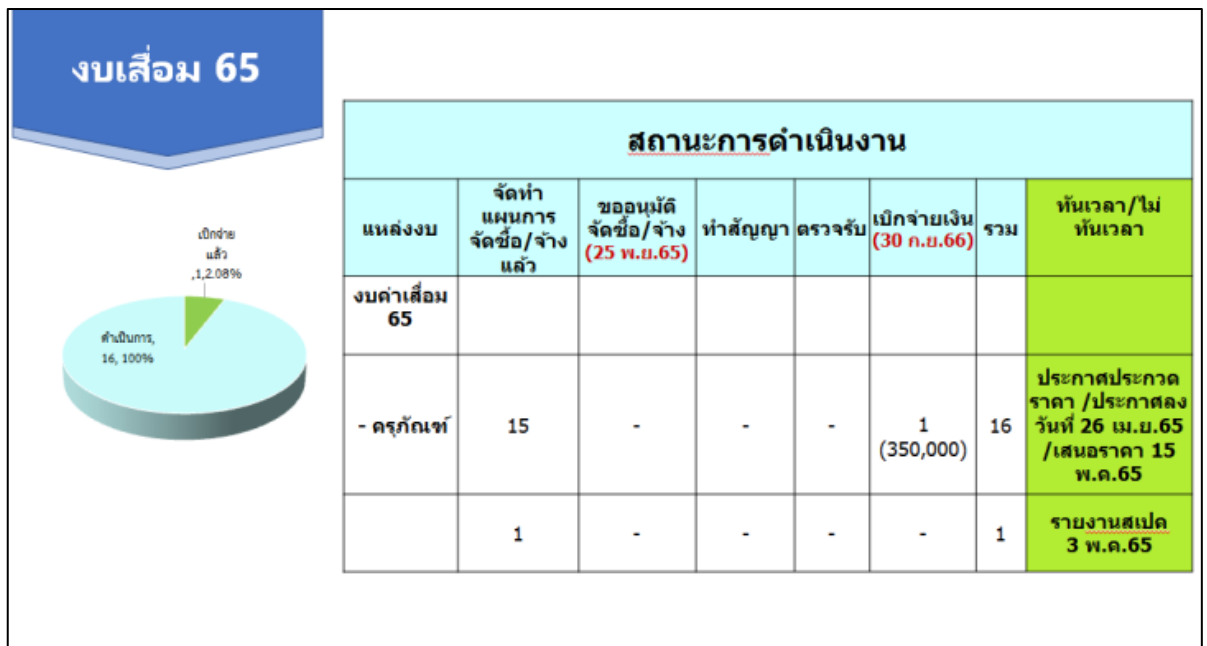 งบเสื่อม 65
เบิกจ่าย
แล้ว
,1,2.08%
ดำเนินการ,
16, 100%
สถานะการดำเนินงาน
แหล่งงบ
จัดทำ
แผนการ
จัดซื้อ/จ้าง
แล้ว
ขออนุมัติ
จัดซื้อ/จ้าง
(25 พ.ย.65)
ทำสัญญา
ตรวจรับ
เบิกจ่ายเงิน
(30 ก.ย.66)
รวม
ทันเวลา/ไม่
ทันเวลา
งบค่าเสื่อม
65
- ครุภัณฑ์
15
-
-
-
1
(350,000)
16
ประกาศประกวด
ราคา /ประกาศลง
วันที่ 26 เม.ย.65
/เสนอราคา 15
พ.ค.65
1
-
-
-
-
1
รายงานสเปค
3 พ.ค.65